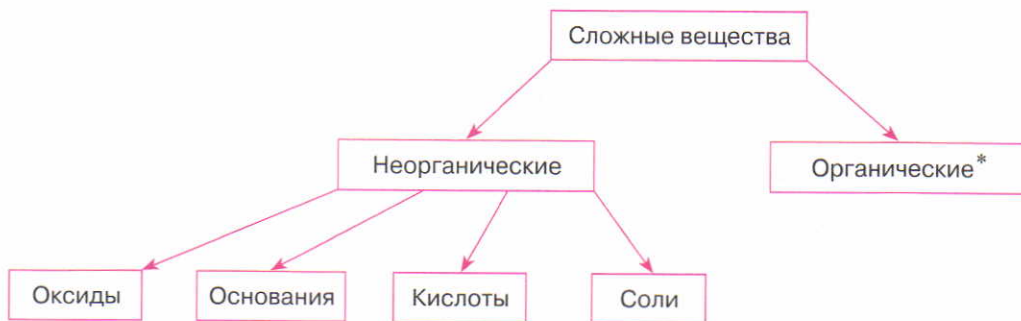 Сложные вещества
Неорганические
Органические*
Оксиды
Основания
Кислоты
Соли